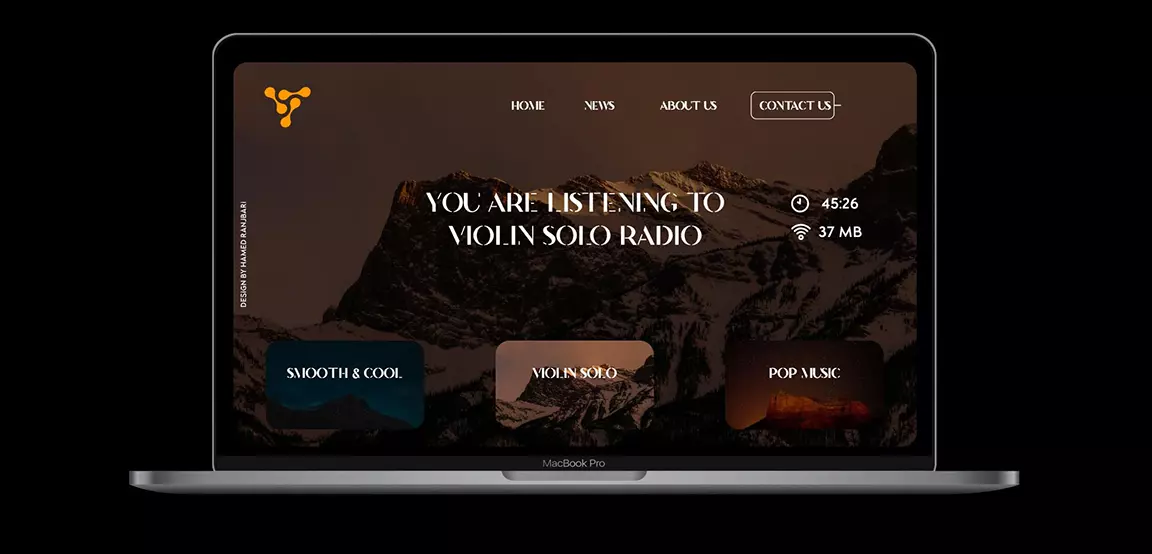 HOME
NEWS
ABOUT US
CONTACT US
YOU ARE LISTENING TO
VIOLIN SOLO RADIO
45:26
37 MB
DESIGN BY HAMED RANJBARI
SMOOTH & COOL
VIOLIN SOLO
POP MUSIC
MacBook Pro